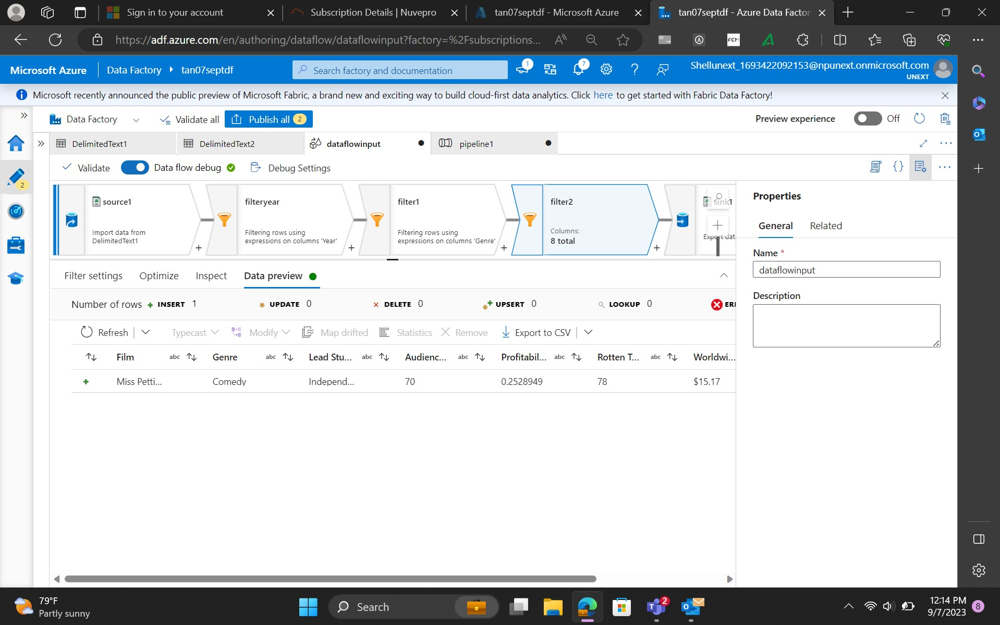 Sign in to your account
Subscription Details | Nuvepro
tan07septdf - Microsoft Azure
tan07septdf - Azure Data Factor
https://adf.azure.com/en/authoring/dataflow/dataflowinput?factory=%2Fsubscriptions...
FCM
Microsoft Azure
Data Factory
tan07septdf
Search factory and documentation
1
7
Shellunext_1693422092153@npunext.onmicrosoft.com
UNEXT
Microsoft recently announced the public preview of Microsoft Fabric, a brand new and exciting way to build cloud-first data analytics. Click here to get started with Fabric Data Factory!
Data Factory
Validate all
Publish all 2
Preview experience
Off
DelimitedText1
DelimitedText2
dataflowinput
pipeline1
2
Validate
Data flow debug
Debug Settings
source1
Import data from
DelimitedText1
filteryear
Filtering rows using
expressions on columns 'Year'
filter1
Filtering rows using
expressions on columns 'Genre'
filter2
Columns:
8 total
sink1
Export dat
Properties
General
Related
Name *
dataflowinput
Description
Filter settings
Optimize
Inspect
Data preview
Number of rows
INSERT 1
UPDATE 0
DELETE 0
UPSERT 0
LOOKUP 0
ERR
Refresh
Typecast
Modify
Map drifted
Statistics
Remove
Export to CSV
Film abc
Genre abc
Lead Stu... abc
Audienc... abc
Profitabil... abc
Rotten T... abc
Worldwi...
Miss Petti...
Comedy
Independ...
70
0.2528949
78
$15.17
79°F
Partly sunny
Search
2
12:14 PM
9/7/2023
8